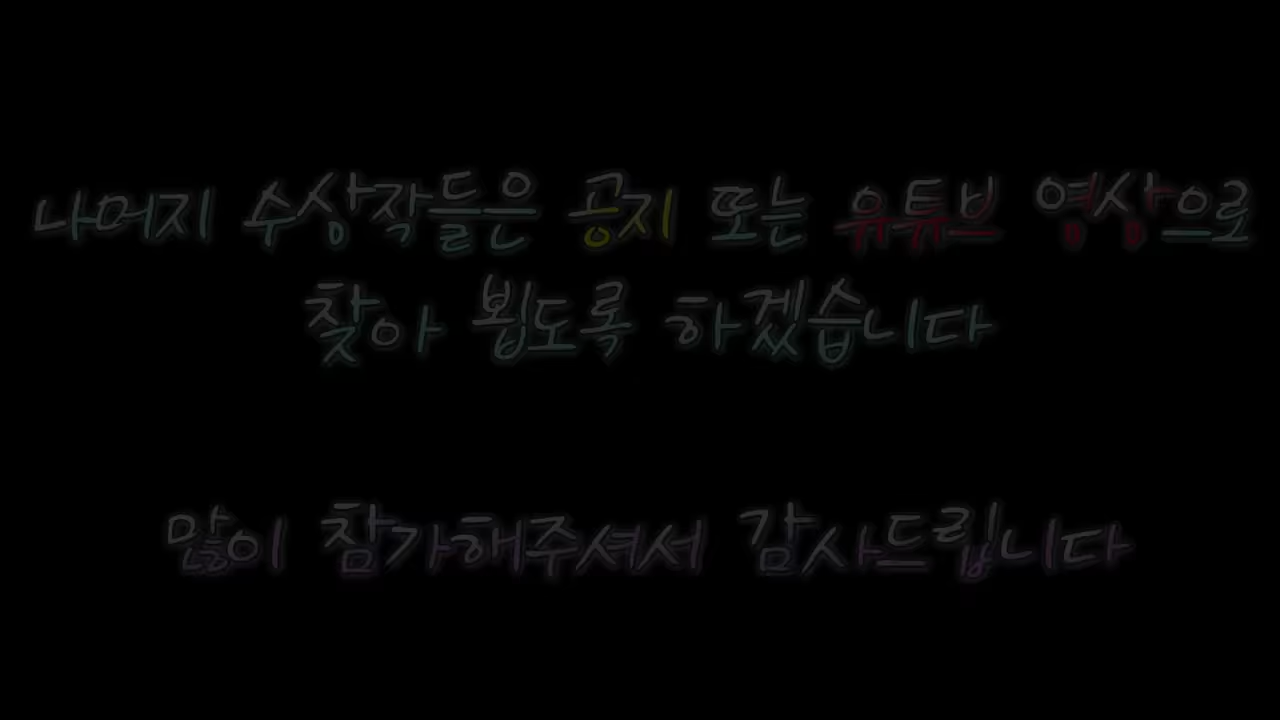 나머지 수상작들은 공지 또는 유튜브 영상으로
찾아 뵙도록 하겠습니다
많이 참가해주셔서 감사드립니다